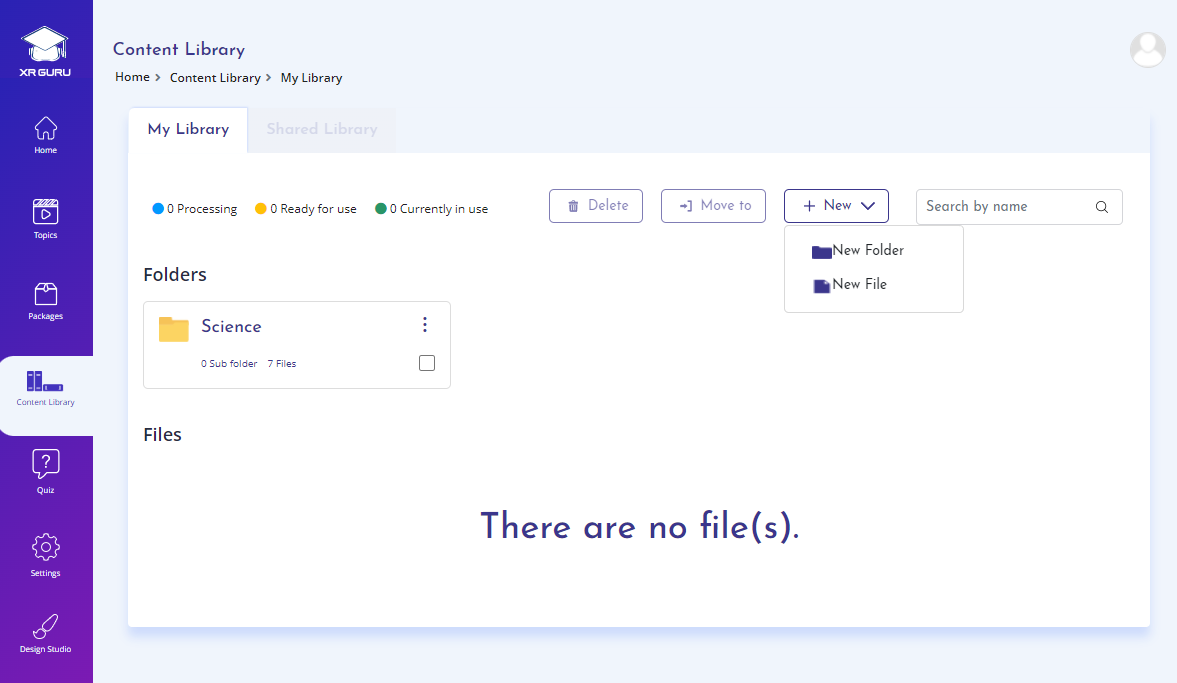 XR GURU
Home
Topics
Packages
Content Library
Quiz
Settings
Design Studio
Content Library
Home > Content Library > My Library
My Library Shared Library
0 Processing 0 Ready for use 0 Currently in use Delete Move to + New Search by name
New Folder
New File
Folders
Science
0 Sub folder 7 Files
Files
There are no file(s).